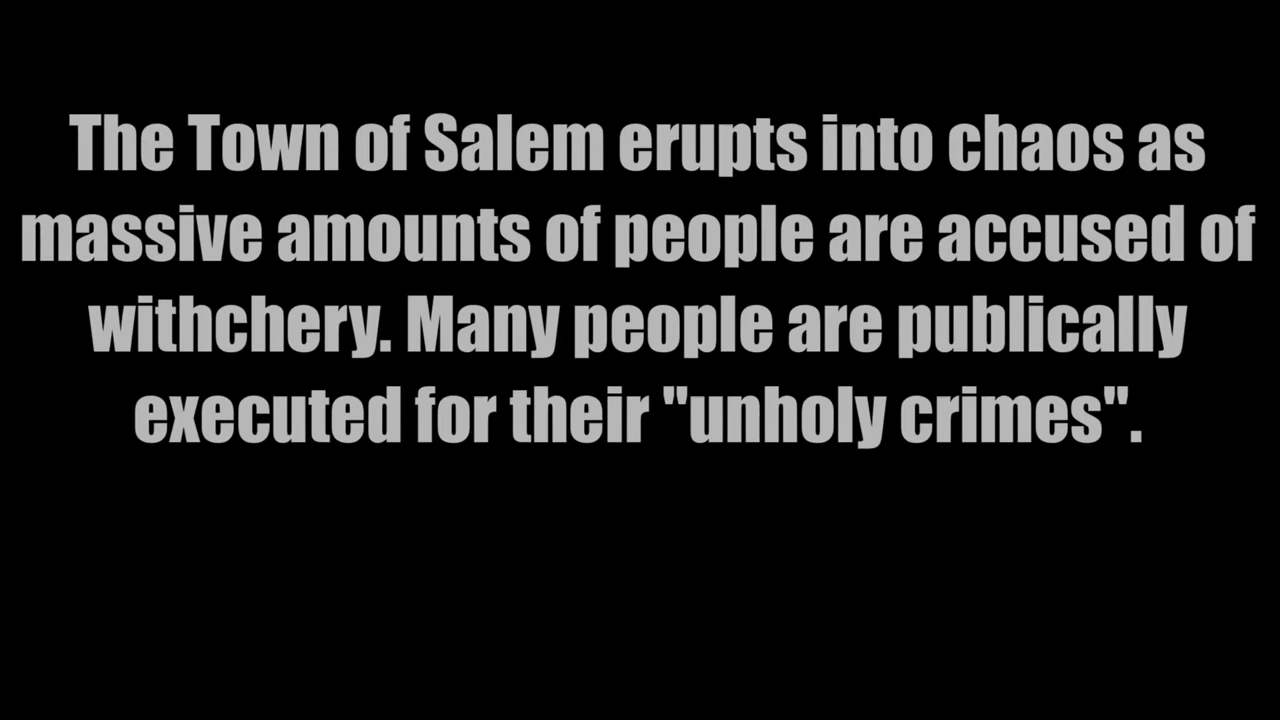 The Town of Salem erupts into chaos as
massive amounts of people are accused of
withchery. Many people are publically
executed for their "unholy crimes".